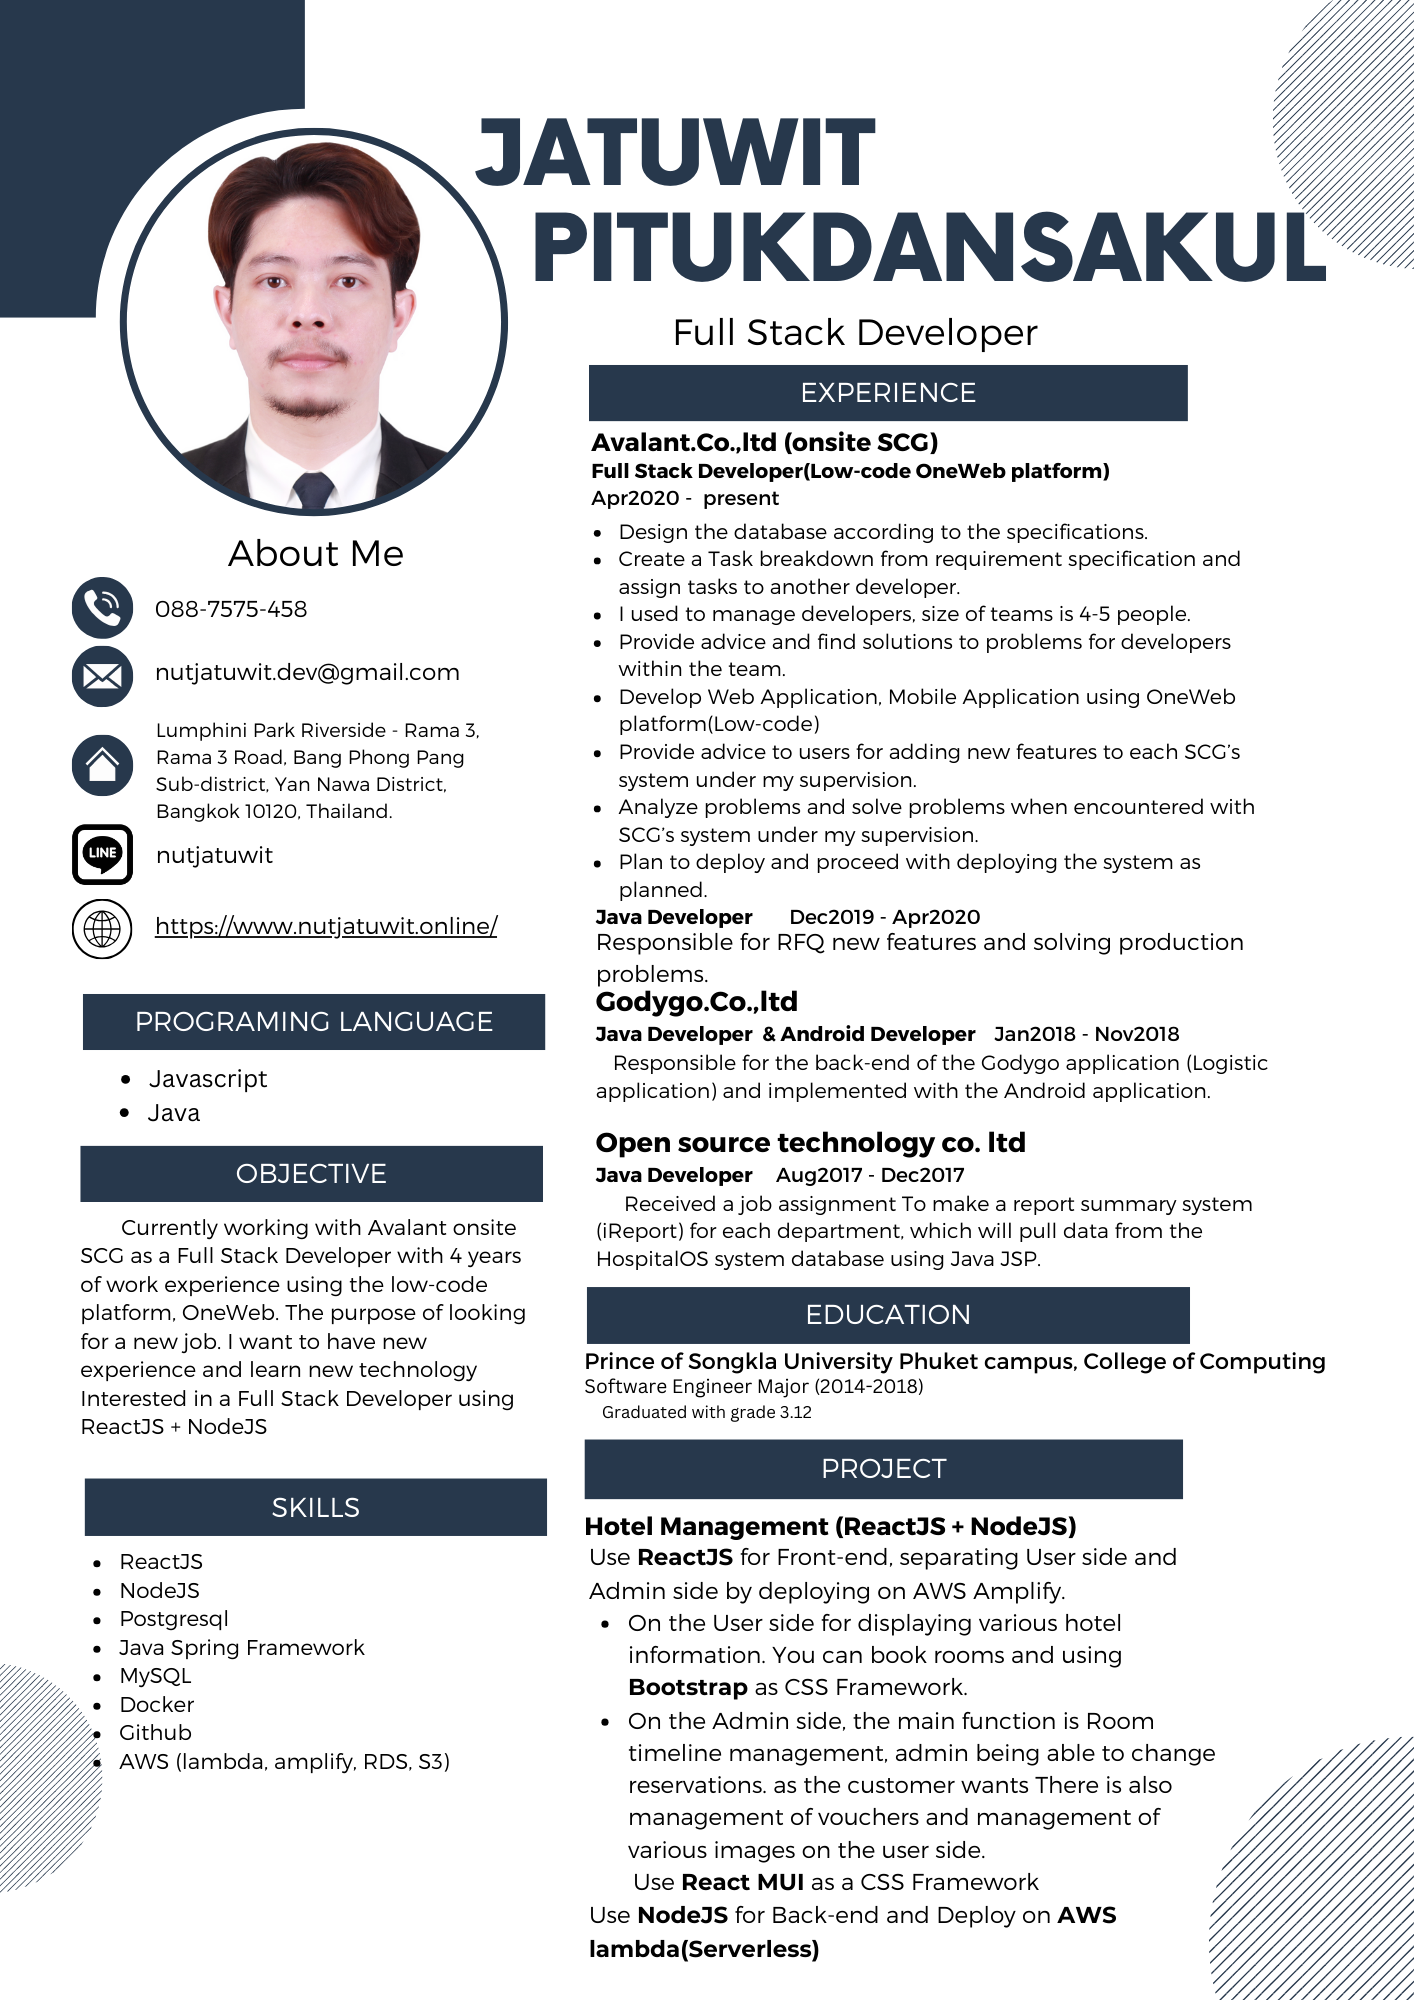 JATUWIT
PITUKDANSAKUL
Full Stack Developer
About Me
088-7575-458
nutjatuwit.dev@gmail.com
Lumphini Park Riverside - Rama 3,
Rama 3 Road, Bang Phong Pang
Sub-district, Yan Nawa District,
Bangkok 10120, Thailand.
LINE
nutjatuwit
https://www.nutjatuwit.online/
PROGRAMING LANGUAGE
• Javascript
• Java
OBJECTIVE
Currently working with Avalant onsite
SCG as a Full Stack Developer with 4 years
of work experience using the low-code
platform, OneWeb. The purpose of looking
for a new job. I want to have new
experience and learn new technology
Interested in a Full Stack Developer using
ReactJS + NodeJS
SKILLS
• ReactJS
• NodeJS
• Postgresql
• Java Spring Framework
• MySQL
• Docker
• Github
• AWS (lambda, amplify, RDS, S3)
EXPERIENCE
Avalant.Co.,ltd (onsite SCG)
Full Stack Developer(Low-code OneWeb platform)
Apr2020 - present
• Design the database according to the specifications.
• Create a Task breakdown from requirement specification and
assign tasks to another developer.
• I used to manage developers, size of teams is 4-5 people.
• Provide advice and find solutions to problems for developers
within the team.
• Develop Web Application, Mobile Application using OneWeb
platform(Low-code)
• Provide advice to users for adding new features to each SCG's
system under my supervision.
• Analyze problems and solve problems when encountered with
SCG's system under my supervision.
• Plan to deploy and proceed with deploying the system as
planned.
Java Developer Dec2019 - Apr2020
Responsible for RFQ new features and solving production
problems.
Godygo.Co.,ltd
Java Developer & Android Developer Jan2018 - Nov2018
Responsible for the back-end of the Godygo application (Logistic
application) and implemented with the Android application.
Open source technology co. ltd
Java Developer Aug2017 - Dec2017
Received a job assignment To make a report summary system
(iReport) for each department, which will pull data from the
HospitalOS system database using Java JSP.
EDUCATION
Prince of Songkla University Phuket campus, College of Computing
Software Engineer Major (2014-2018)
Graduated with grade 3.12
PROJECT
Hotel Management (ReactJS + NodeJS)
Use ReactJS for Front-end, separating User side and
Admin side by deploying on AWS Amplify.
• On the User side for displaying various hotel
information. You can book rooms and using
Bootstrap as CSS Framework.
• On the Admin side, the main function is Room
timeline management, admin being able to change
reservations. as the customer wants There is also
management of vouchers and management of
various images on the user side.
Use React MUI as a CSS Framework
Use NodeJS for Back-end and Deploy on AWS
lambda(Serverless)